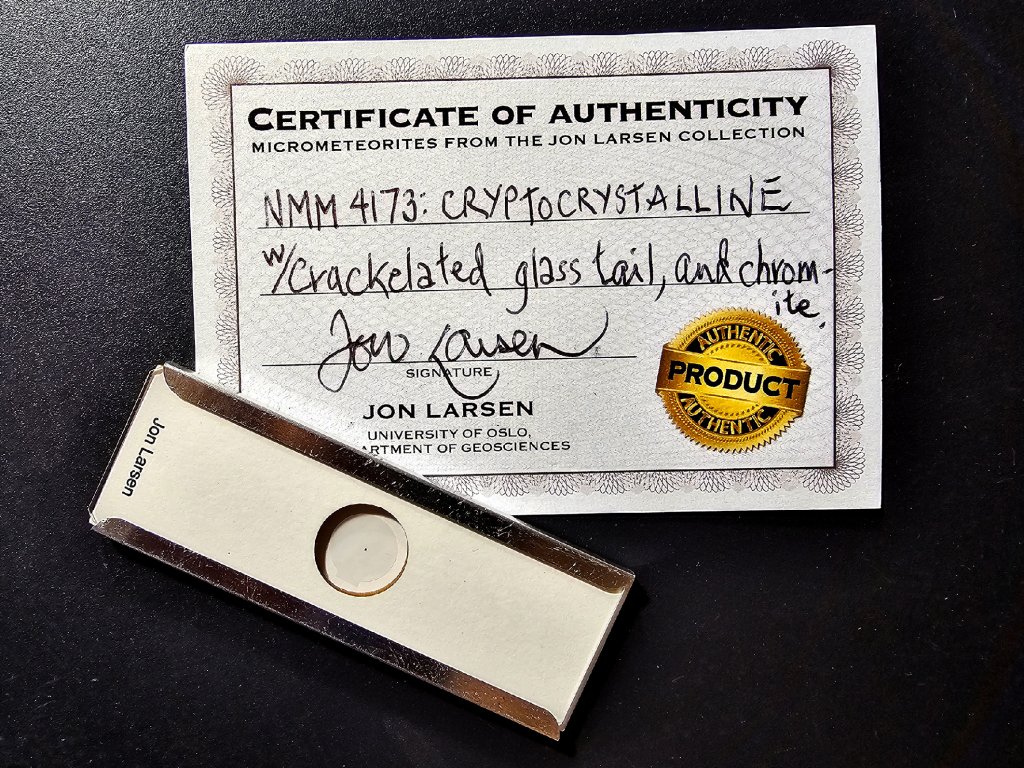 CERTIFICATE OF AUTHENTICITY
MICROMETEORITES FROM THE JON LARSEN COLLECTION
NMM 4173: CRYPTOCRYSTALLINE
w/crackelated glass tail, and chrom-
ite.
Jon Larsen
SIGNATURE
JON LARSEN
UNIVERSITY OF OSLO,
ARTMENT OF GEOSCIENCES
AUTHENTIC
PRODUCT
AUTHENTIC
Jon Larsen